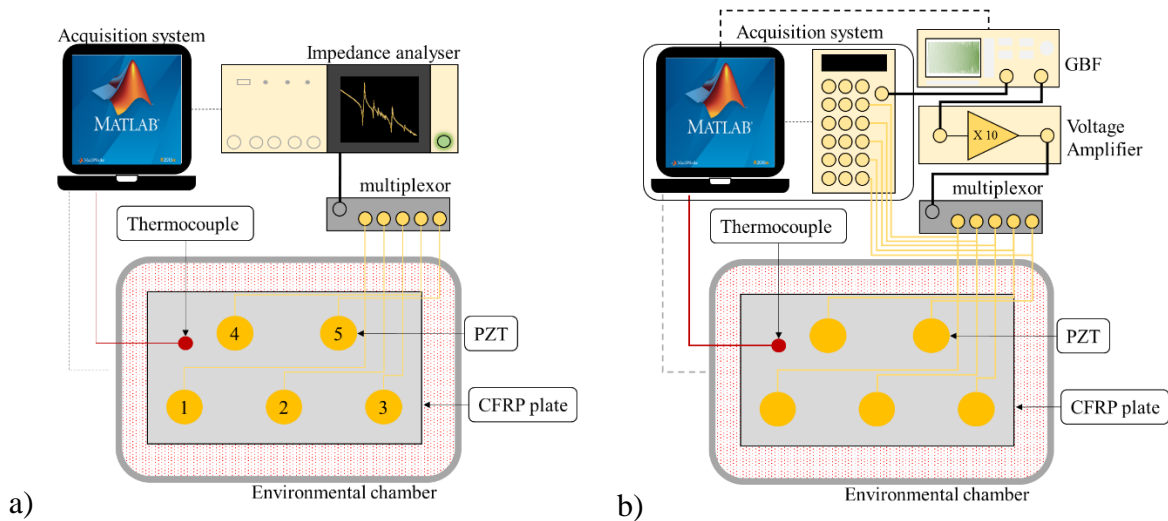 Acquisition system
Impedance analyser
MATLAB
multiplexor
Thermocouple
4
5
PZT
1
2
3
CFRP plate
Environmental chamber
a)
Acquisition system
GBF
MATLAB
X 10
Voltage
Amplifier
multiplexor
Thermocouple
PZT
CFRP plate
Environmental chamber
b)